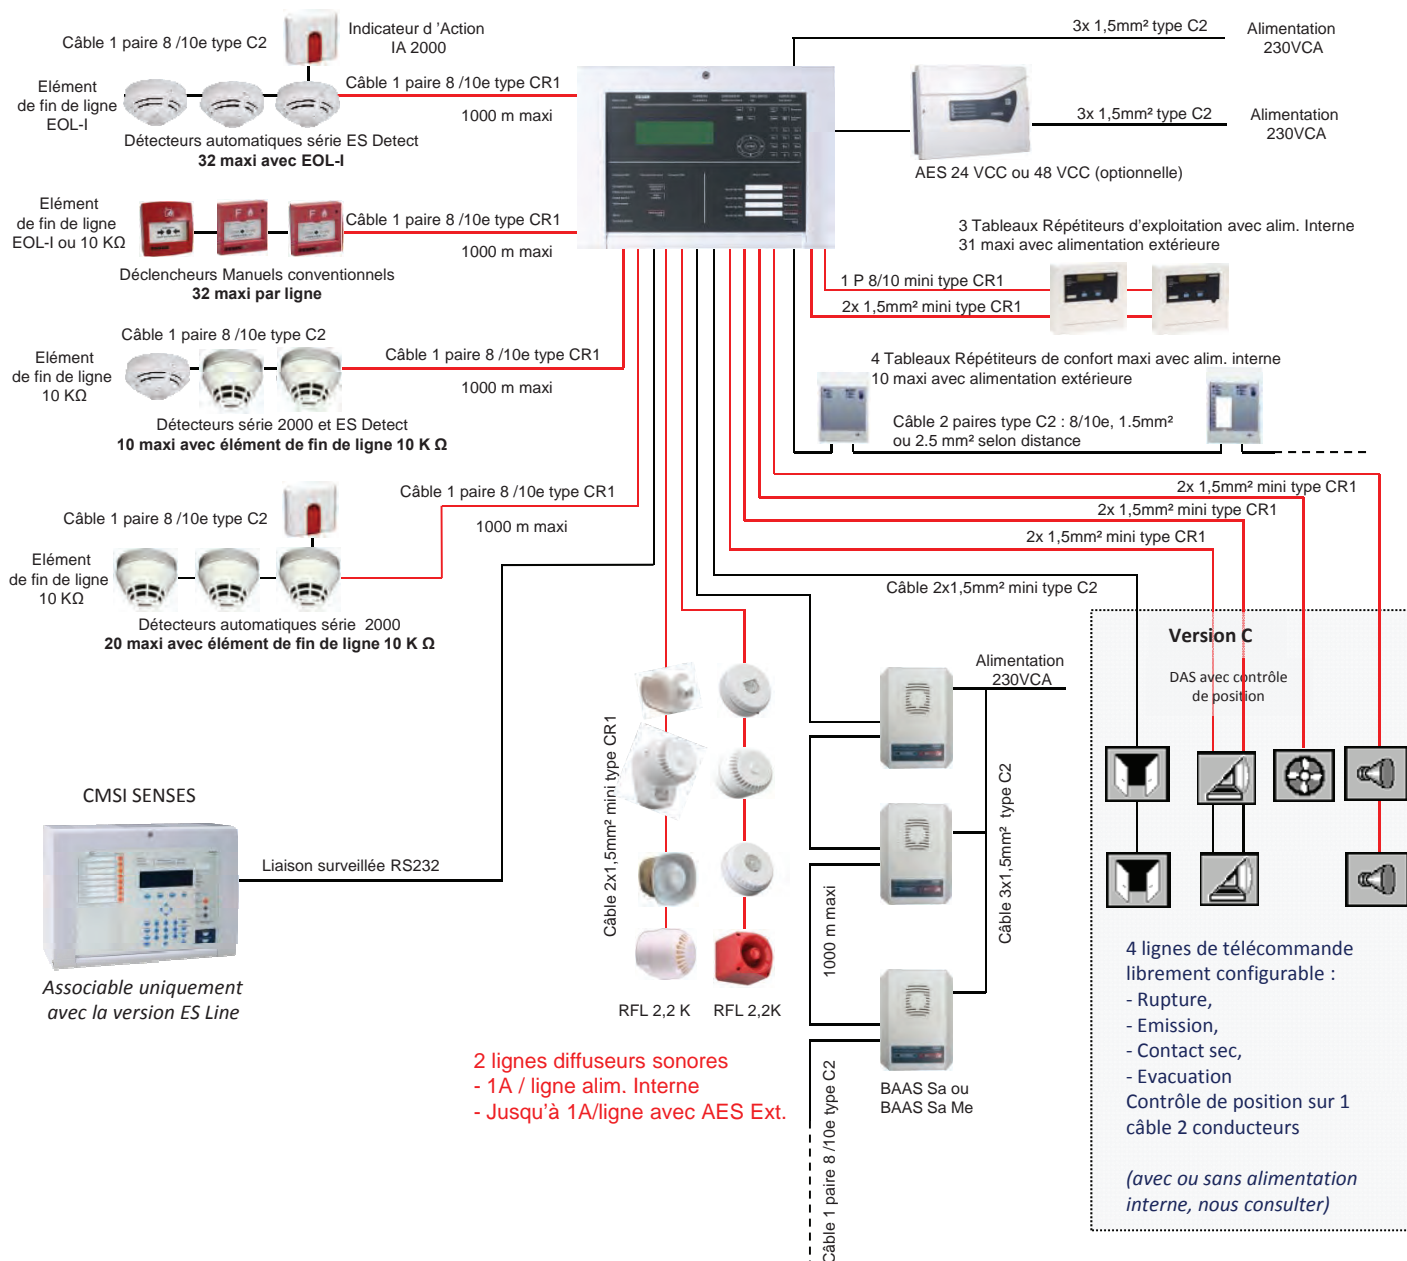 Câble 1 paire 8 /10e type C2
Indicateur d 'Action
IA 2000
Elément
de fin de ligne
EOL-I
Câble 1 paire 8 /10e type CR1
1000 m maxi
Détecteurs automatiques série ES Detect
32 maxi avec EOL-I
3x 1,5mm² type C2
Alimentation
230VCA
3x 1,5mm² type C2
Alimentation
230VCA
AES 24 VCC ou 48 VCC (optionnelle)
Elément
de fin de ligne
EOL-I ou 10 KΩ
Câble 1 paire 8 /10e type CR1
1000 m maxi
Déclencheurs Manuels conventionnels
32 maxi par ligne
3 Tableaux Répétiteurs d'exploitation avec alim. Interne
31 maxi avec alimentation extérieure
1 P 8/10 mini type CR1
2x 1,5mm² mini type CR1
Câble 1 paire 8 /10e type C2
Elément
de fin de ligne
10 KΩ
Câble 1 paire 8 /10e type CR1
1000 m maxi
Détecteurs série 2000 et ES Detect
10 maxi avec élément de fin de ligne 10 K Ω
4 Tableaux Répétiteurs de confort maxi avec alim. interne
10 maxi avec alimentation extérieure
Câble 2 paires type C2 : 8/10e, 1.5mm²
ou 2.5 mm² selon distance
Câble 1 paire 8 /10e type CR1
1000 m maxi
Câble 1 paire 8 /10e type C2
Elément
de fin de ligne
10 KΩ
Détecteurs automatiques série 2000
20 maxi avec élément de fin de ligne 10 K Ω
2x 1,5mm² mini type CR1
2x 1,5mm² mini type CR1
2x 1,5mm² mini type CR1
Câble 2x1,5mm² mini type C2
Version C
DAS avec contrôle
de position
Alimentation
230VCA
Câble 2x1,5mm² mini type CR1
Câble 3x1,5mm² type C2
1000 m maxi
CMSI SENSES
Liaison surveillée RS232
Associable uniquement
avec la version ES Line
RFL 2,2 K
RFL 2,2K
2 lignes diffuseurs sonores
- 1A / ligne alim. Interne
- Jusqu'à 1A/ligne avec AES Ext.
BAAS Sa ou
BAAS Sa Me
Câble 1 paire 8 /10e type C2
4 lignes de télécommande
librement configurable :
- Rupture,
- Emission,
- Contact sec,
- Evacuation
Contrôle de position sur 1
câble 2 conducteurs
(avec ou sans alimentation
interne, nous consulter)